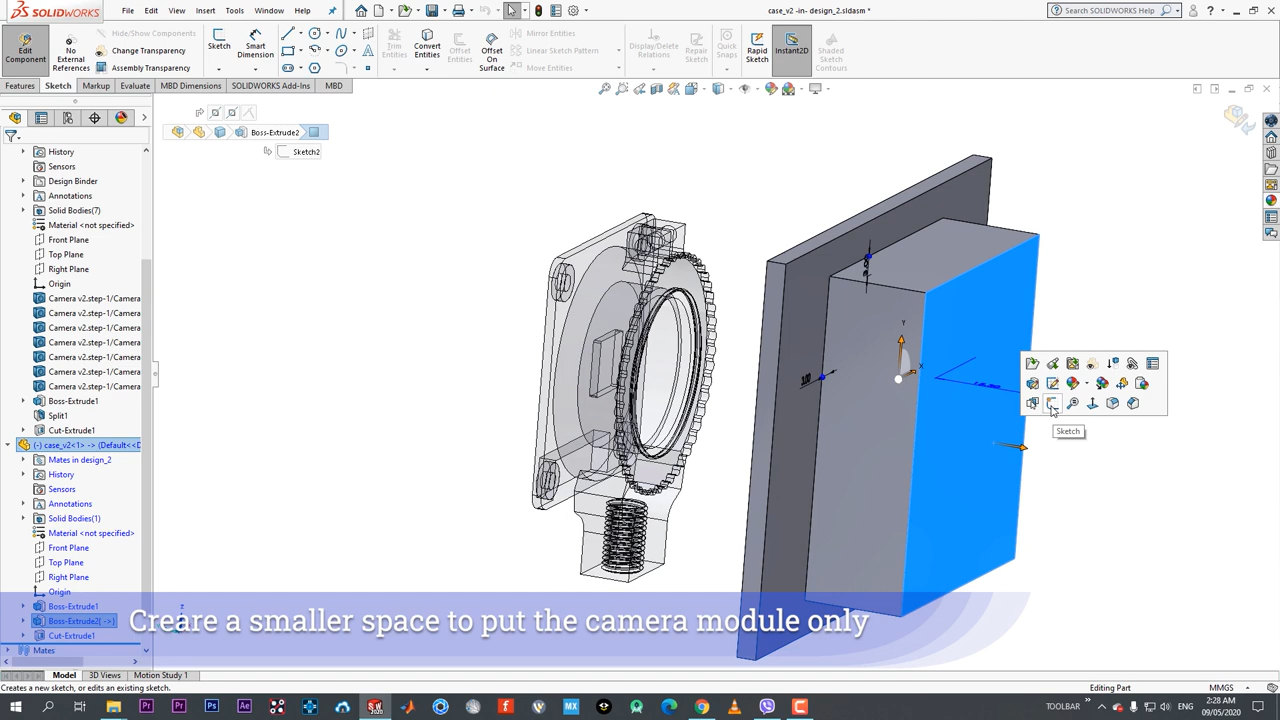 SOLIDWORKS
File Edit View Insert Tools Window Help
case_v2 -in- design_2.sldasm *
Search SOLIDWORKS Help
Edit Component
No External References
Hide/Show Components
Change Transparency
Assembly Transparency
Sketch
Smart Dimension
Trim Entities
Convert Entities
Offset Entities
Offset On Surface
Mirror Entities
Linear Sketch Pattern
Move Entities
Display/Delete Relations
Repair Sketch
Quick Snaps
Rapid Sketch
Instant2D
Shaded Sketch Contours
Features Sketch Markup Evaluate MBD Dimensions SOLIDWORKS Add-Ins MBD
Boss-Extrude2
Sketch2
History
Sensors
Design Binder
Annotations
Solid Bodies(7)
Material <not specified>
Front Plane
Top Plane
Right Plane
Origin
Camera v2.step-1/Camera
Camera v2.step-1/Camera
Camera v2.step-1/Camera
Camera v2.step-1/Camera
Camera v2.step-1/Camera
Camera v2.step-1/Camera
Camera v2.step-1/Camera
Boss-Extrude1
Split1
Cut-Extrude1
(-) case_v2<1> -> (Default<<D
Mates in design_2
History
Sensors
Annotations
Solid Bodies(1)
Material <not specified>
Front Plane
Top Plane
Right Plane
Origin
Boss-Extrude1
Boss-Extrude2{ ->}
Cut-Extrude1
Mates
Y
X
Sketch
Creare a smaller space to put the camera module only
Model 3D Views Motion Study 1
Creates a new sketch, or edits an existing sketch.
Editing Part
MMGS
TOOLBAR
ENG
2:28 AM
09/05/2020